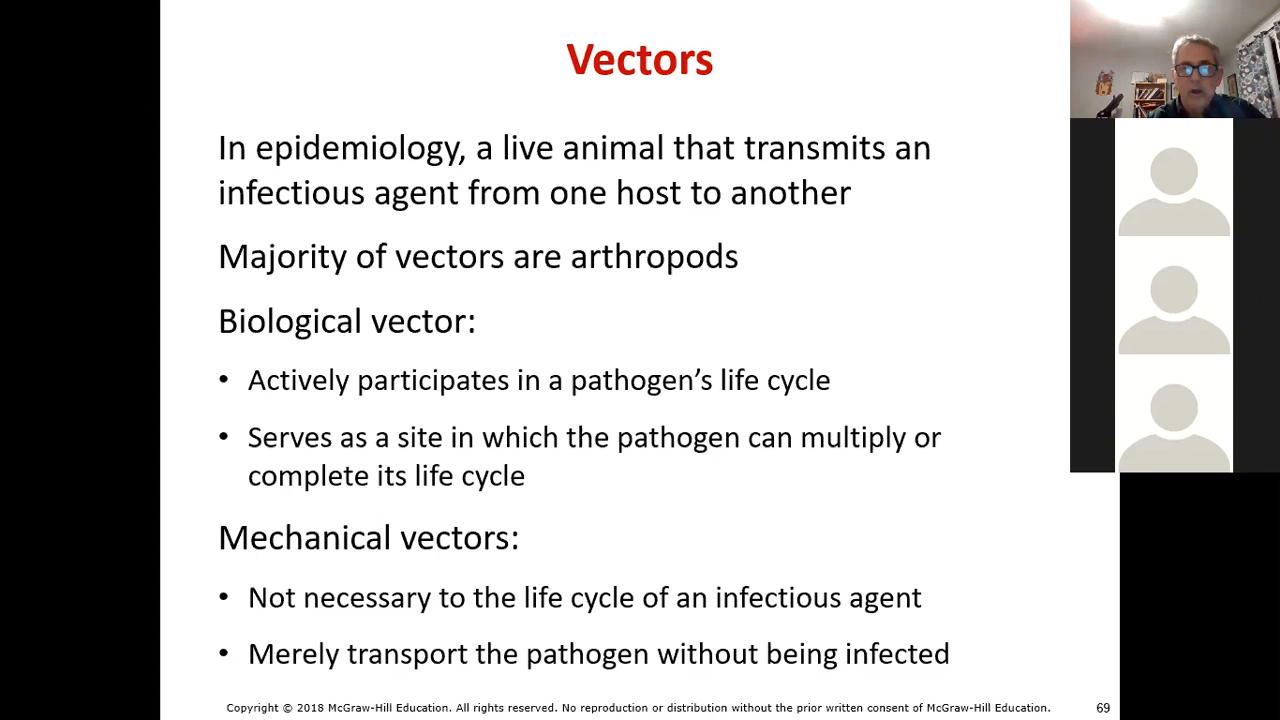 Vectors
In epidemiology, a live animal that transmits an
infectious agent from one host to another
Majority of vectors are arthropods
Biological vector:
• Actively participates in a pathogen’s life cycle
• Serves as a site in which the pathogen can multiply or
complete its life cycle
Mechanical vectors:
• Not necessary to the life cycle of an infectious agent
• Merely transport the pathogen without being infected
Copyright © 2018 McGraw-Hill Education. All rights reserved. No reproduction or distribution without the prior written consent of McGraw-Hill Education.
69